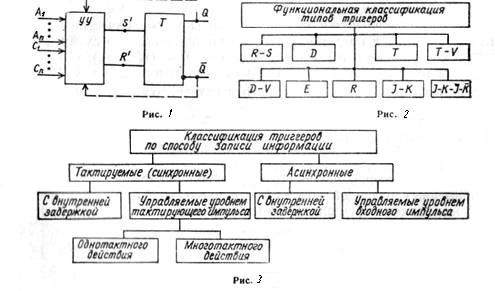 A1
An
C1
Cn
УУ
S'
R'
T
Q
Q̅
Рис. 1
Функциональная классификация
типов тригеров
R-S
D
T
T-V
D-V
E
R
J-K
J-K-J-K
Рис. 2
Классификация триггеров
по способу записи информации
Тактируемые (синхронные)
Асинхронные
С внутренней
задержкой
Управляемые уровнем
тактирующего импульса
С внутренней
задержкой
Управляемые уровнем
входного импульса
Однотактного
действия
Многотактного
действия
Рис. 3